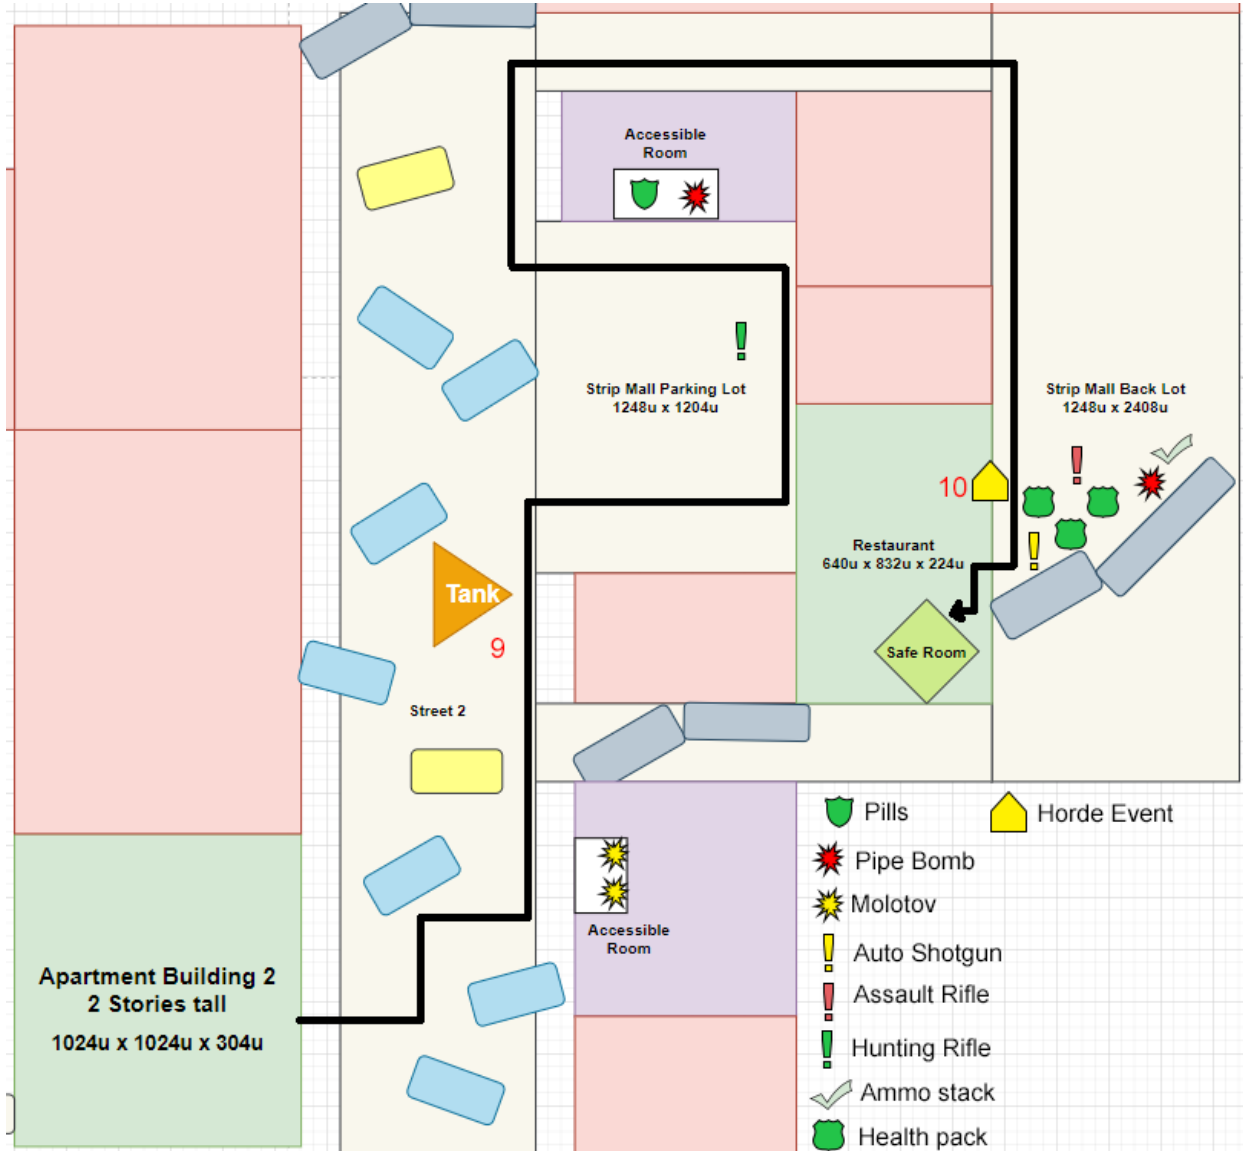 Accessible
Room
Strip Mall Parking Lot
1248u x 1204u
Strip Mall Back Lot
1248u x 2408u
10
Restaurant
640u x 832u x 224u
Tank
9
Safe Room
Street 2
Accessible
Room
Apartment Building 2
2 Stories tall
1024u x 1024u x 304u
Pills
Horde Event
Pipe Bomb
Molotov
Auto Shotgun
Assault Rifle
Hunting Rifle
Ammo stack
Health pack